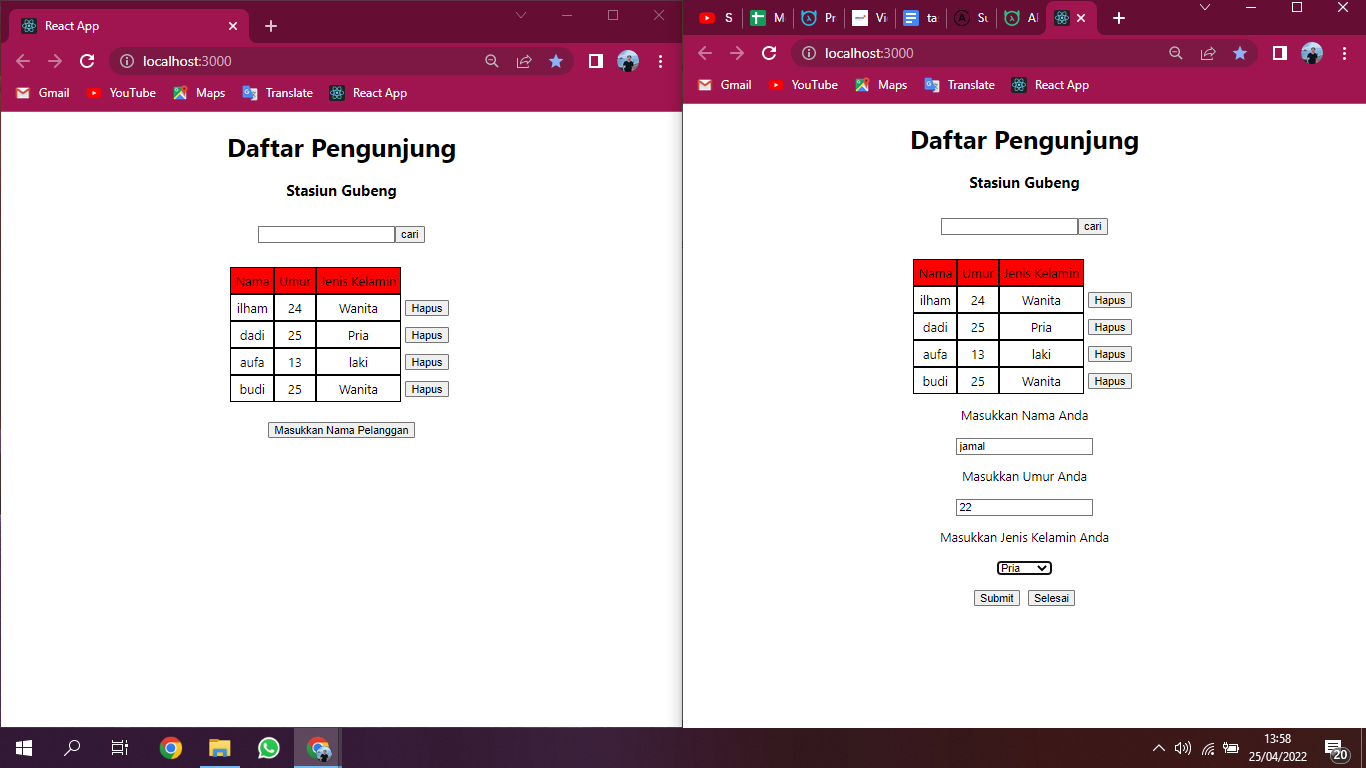 React App
localhost:3000
Gmail YouTube Maps Translate React App
Daftar Pengunjung
Stasiun Gubeng
cari
Nama Umur Jenis Kelamin
ilham 24 Wanita Hapus
dadi 25 Pria Hapus
aufa 13 laki Hapus
budi 25 Wanita Hapus
Masukkan Nama Pelanggan
S M Pr Vi ta Su Al
localhost:3000
Gmail YouTube Maps Translate React App
Daftar Pengunjung
Stasiun Gubeng
cari
Nama Umur Jenis Kelamin
ilham 24 Wanita Hapus
dadi 25 Pria Hapus
aufa 13 laki Hapus
budi 25 Wanita Hapus
Masukkan Nama Anda
jamal
Masukkan Umur Anda
22
Masukkan Jenis Kelamin Anda
Pria
Submit Selesai
13:58
25/04/2022
20